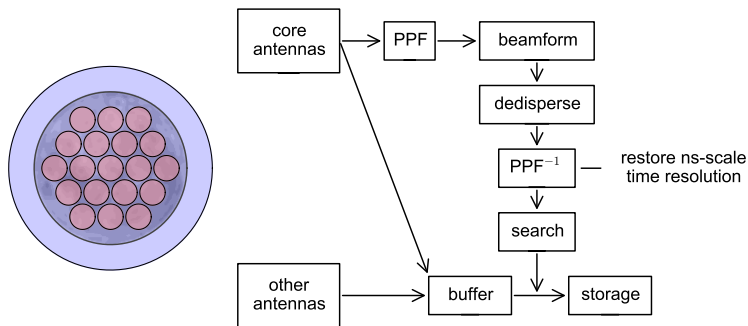 core
antennas
PPF
beamform
dedisperse
PPF⁻¹
restore ns-scale
time resolution
search
other
antennas
buffer
storage